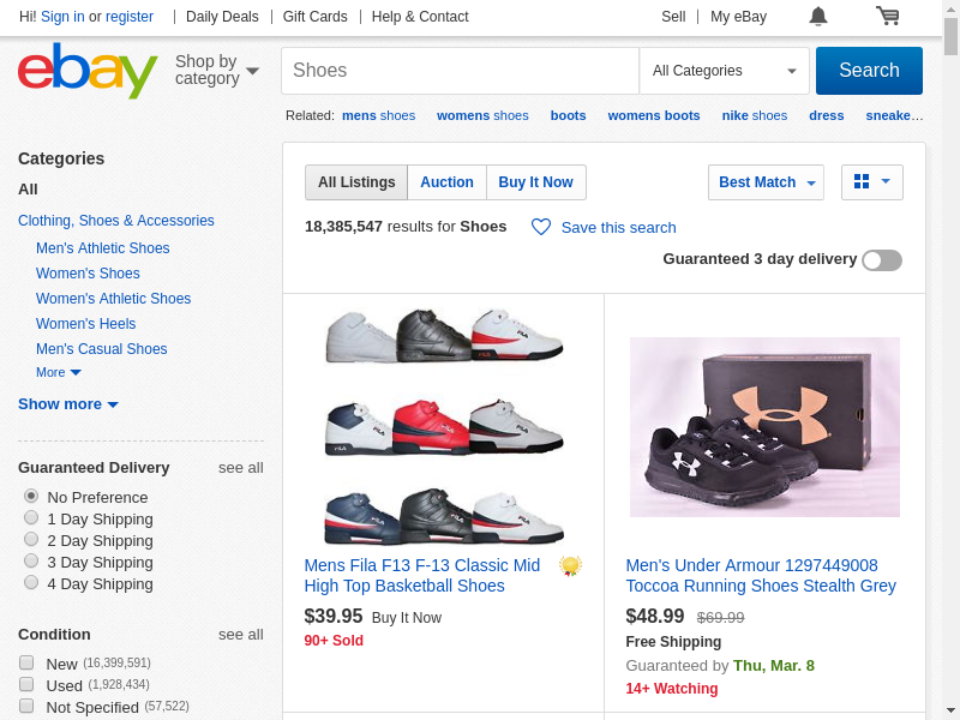 Hi! Sign in or register
Daily Deals
Gift Cards
Help & Contact
Sell
My eBay
ebay
Shop by
category
Shoes
All Categories
Search
Related: mens shoes womens shoes boots womens boots nike shoes dress sneake…
Categories
All
Clothing, Shoes & Accessories
Men's Athletic Shoes
Women's Shoes
Women's Athletic Shoes
Women's Heels
Men's Casual Shoes
More
Show more
Guaranteed Delivery see all
No Preference
1 Day Shipping
2 Day Shipping
3 Day Shipping
4 Day Shipping
Condition see all
New (16,399,591)
Used (1,928,434)
Not Specified (57,522)
All Listings
Auction
Buy It Now
Best Match
18,385,547 results for Shoes
Save this search
Guaranteed 3 day delivery
Mens Fila F13 F-13 Classic Mid
High Top Basketball Shoes
$39.95 Buy It Now
90+ Sold
Men's Under Armour 1297449008
Toccoa Running Shoes Stealth Grey
$48.99 $69.99
Free Shipping
Guaranteed by Thu, Mar. 8
14+ Watching